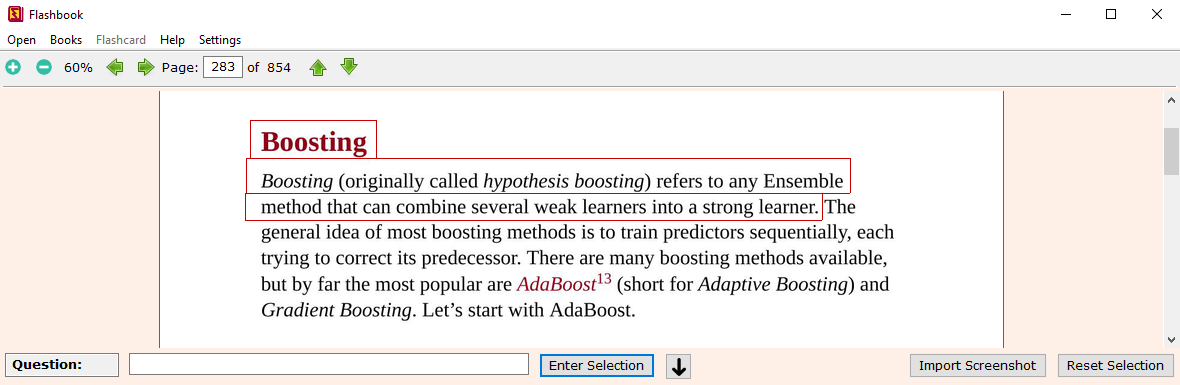 Flashbook
Open Books Flashcard Help Settings
60% Page: 283 of 854
Boosting
Boosting (originally called hypothesis boosting) refers to any Ensemble
method that can combine several weak learners into a strong learner. The
general idea of most boosting methods is to train predictors sequentially, each
trying to correct its predecessor. There are many boosting methods available,
but by far the most popular are AdaBoost13 (short for Adaptive Boosting) and
Gradient Boosting. Let’s start with AdaBoost.
Question: Enter Selection Import Screenshot Reset Selection